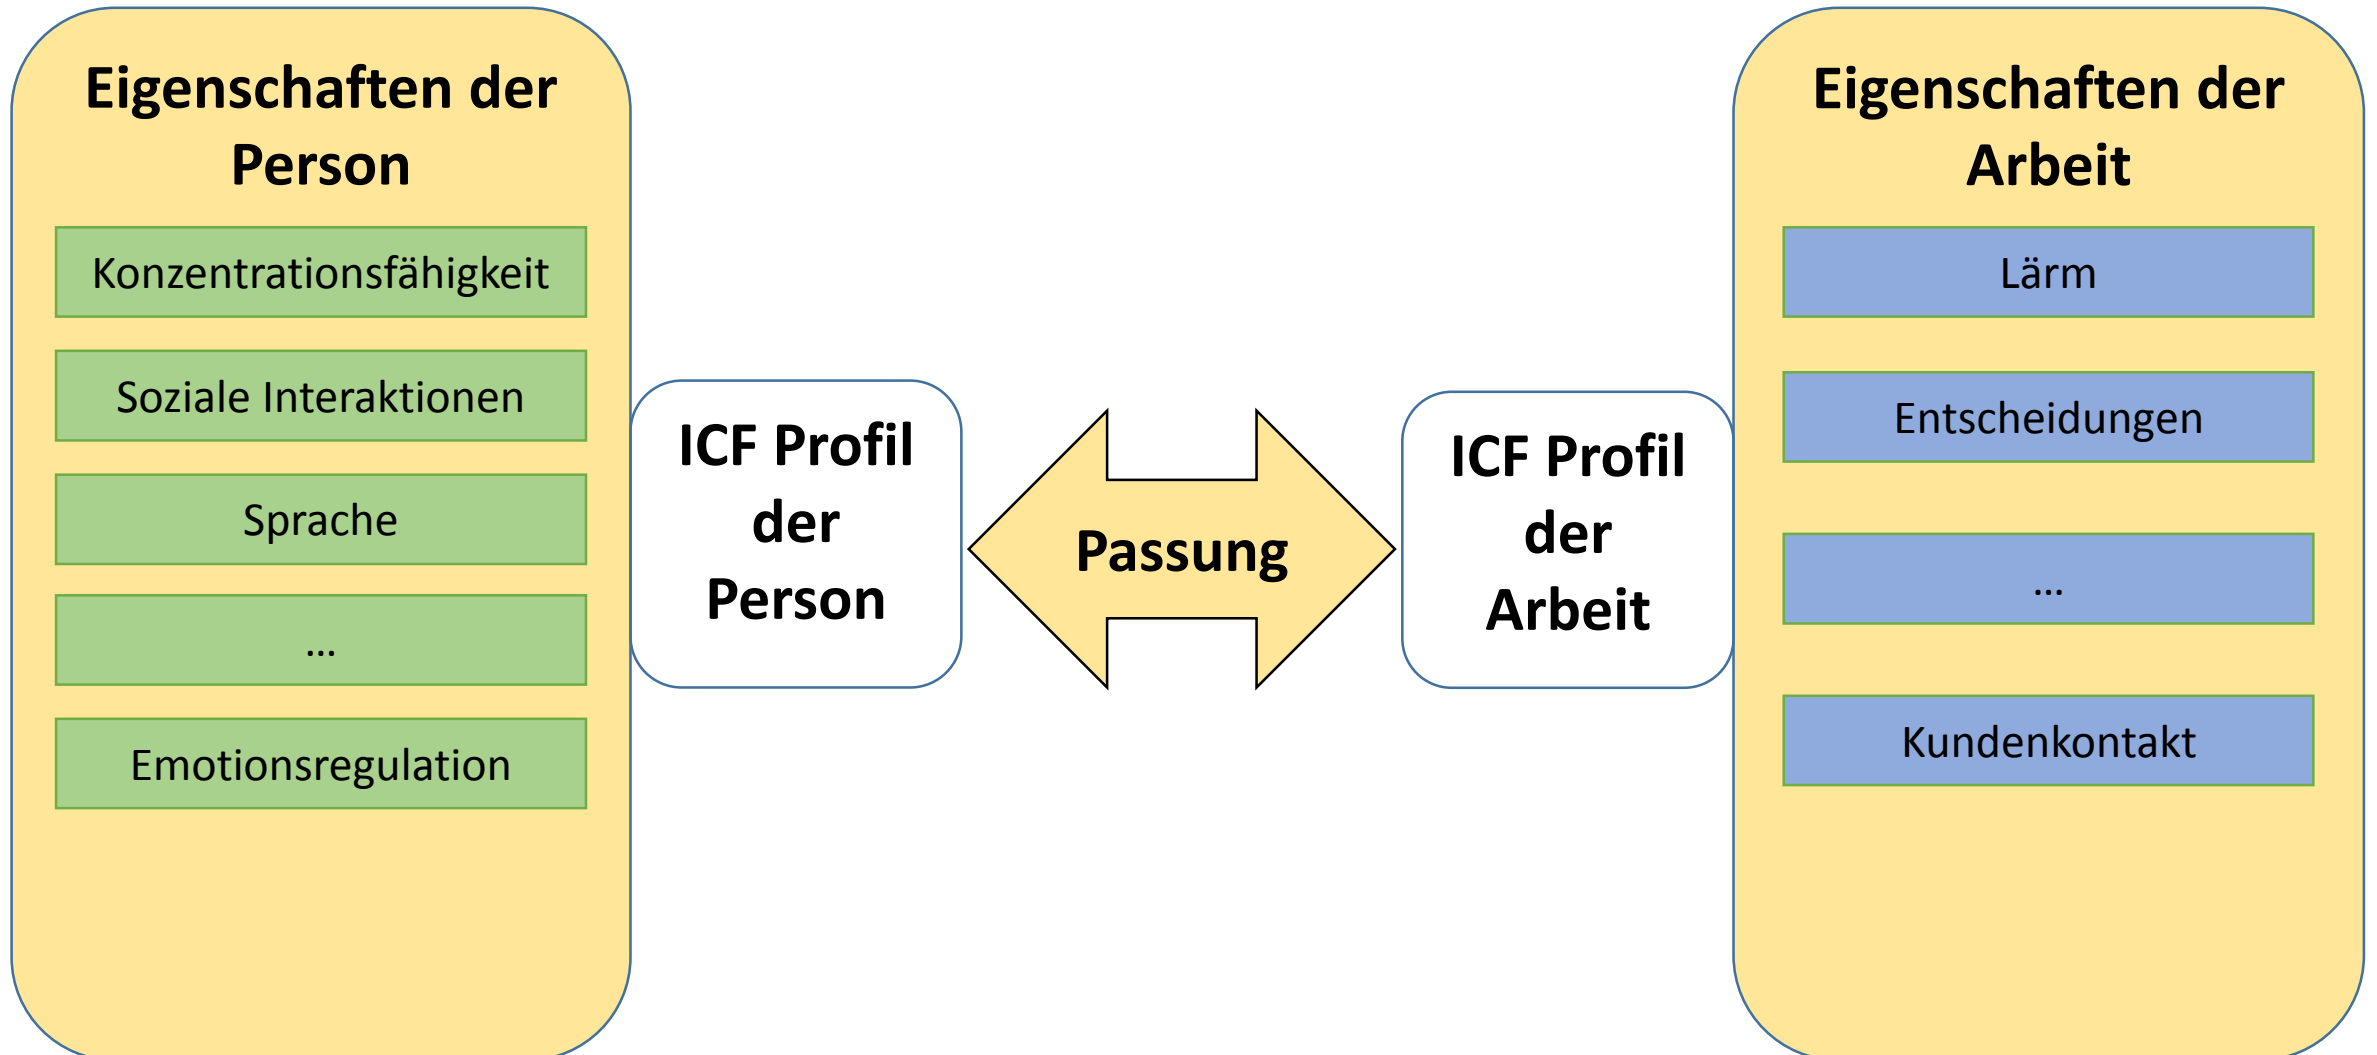 Eigenschaften der
Person
Konzentrationsfähigkeit
Soziale Interaktionen
Sprache
...
Emotionsregulation
ICF Profil
der
Person
Passung
ICF Profil
der
Arbeit
Eigenschaften der
Arbeit
Lärm
Entscheidungen
...
Kundenkontakt